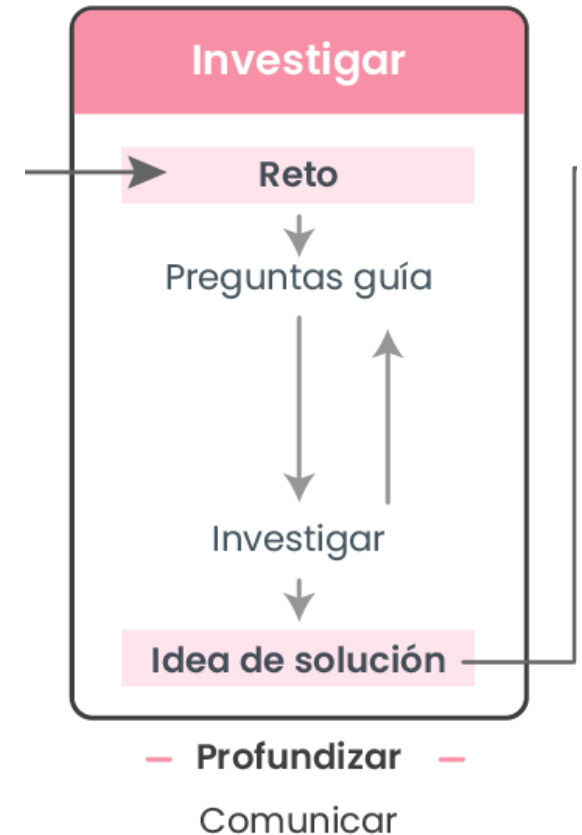 Investigar
Reto
Preguntas guía
Investigar
Idea de solución
Profundizar
Comunicar